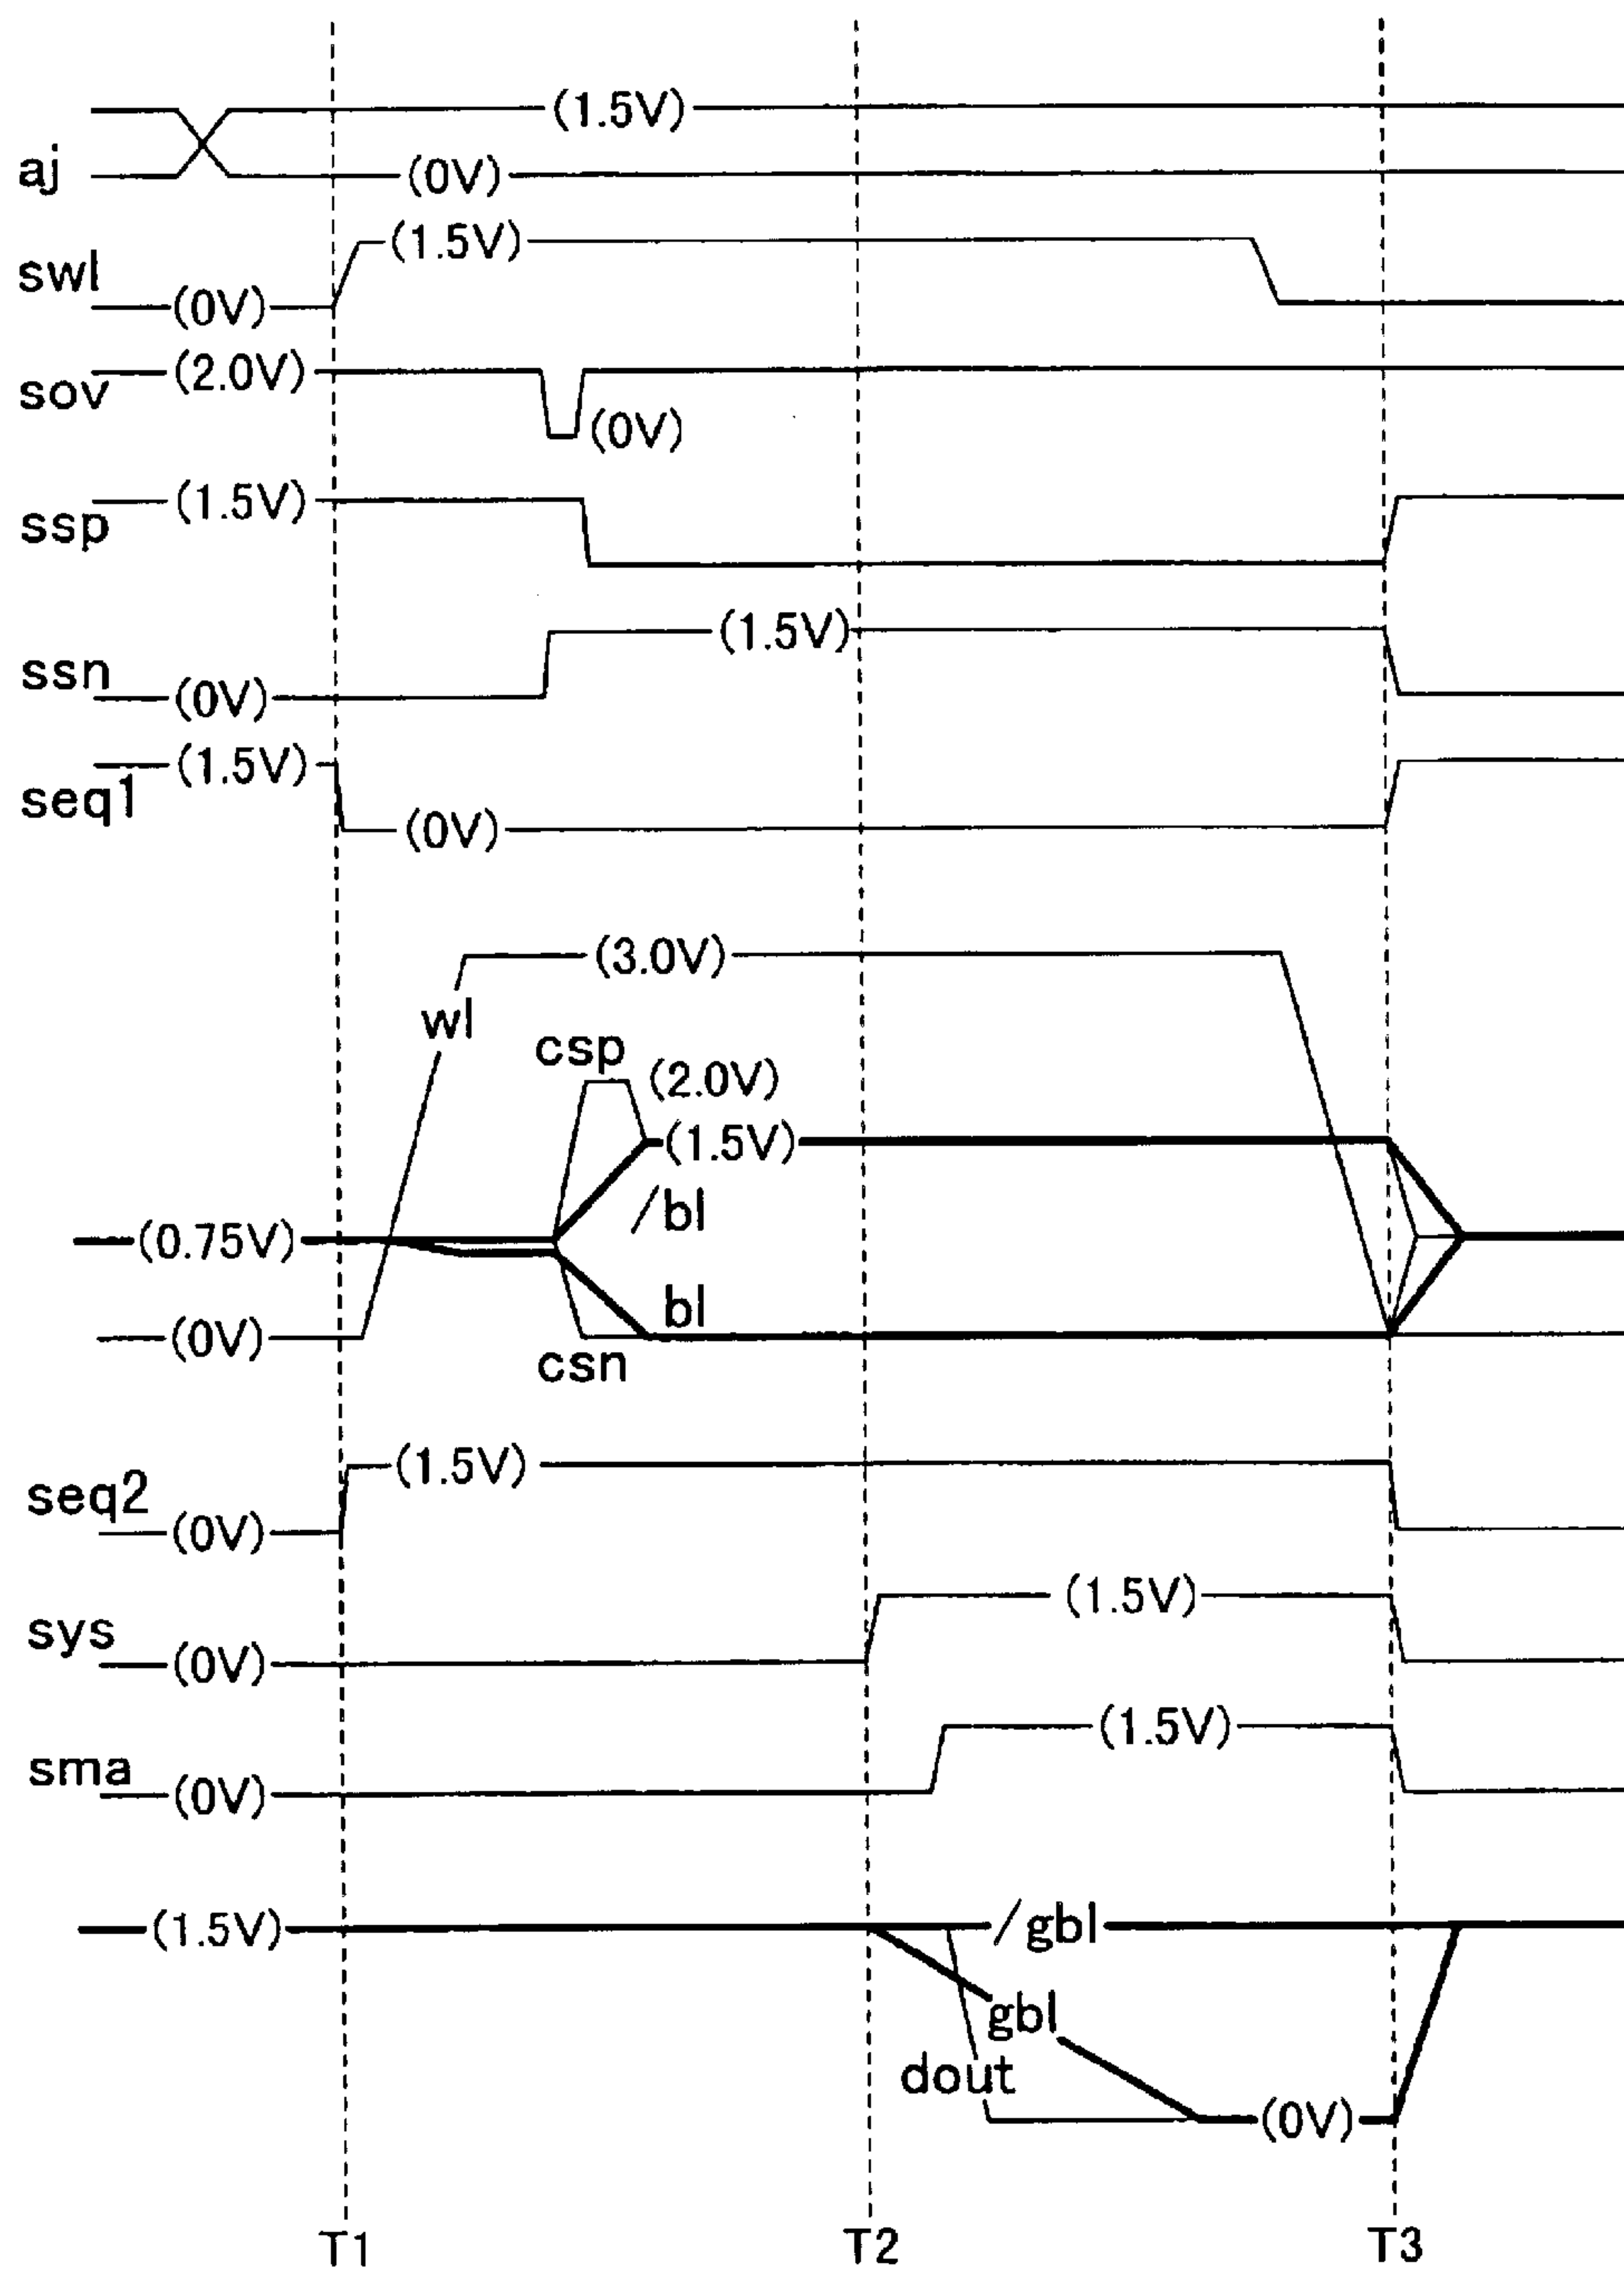 (1.5V)
aj
(0V)
(1.5V)
swl
(0V)
(2.0V)
sov
(0V)
(1.5V)
ssp
(1.5V)
ssn
(0V)
(1.5V)
seq1
(0V)
(3.0V)
wl
csp
(2.0V)
(1.5V)
/bl
(0.75V)
bl
(0V)
csn
(1.5V)
seq2
(0V)
(1.5V)
sys
(0V)
(1.5V)
sma
(0V)
(1.5V)
/gbl
gbl
dout
(0V)
T1 T2 T3